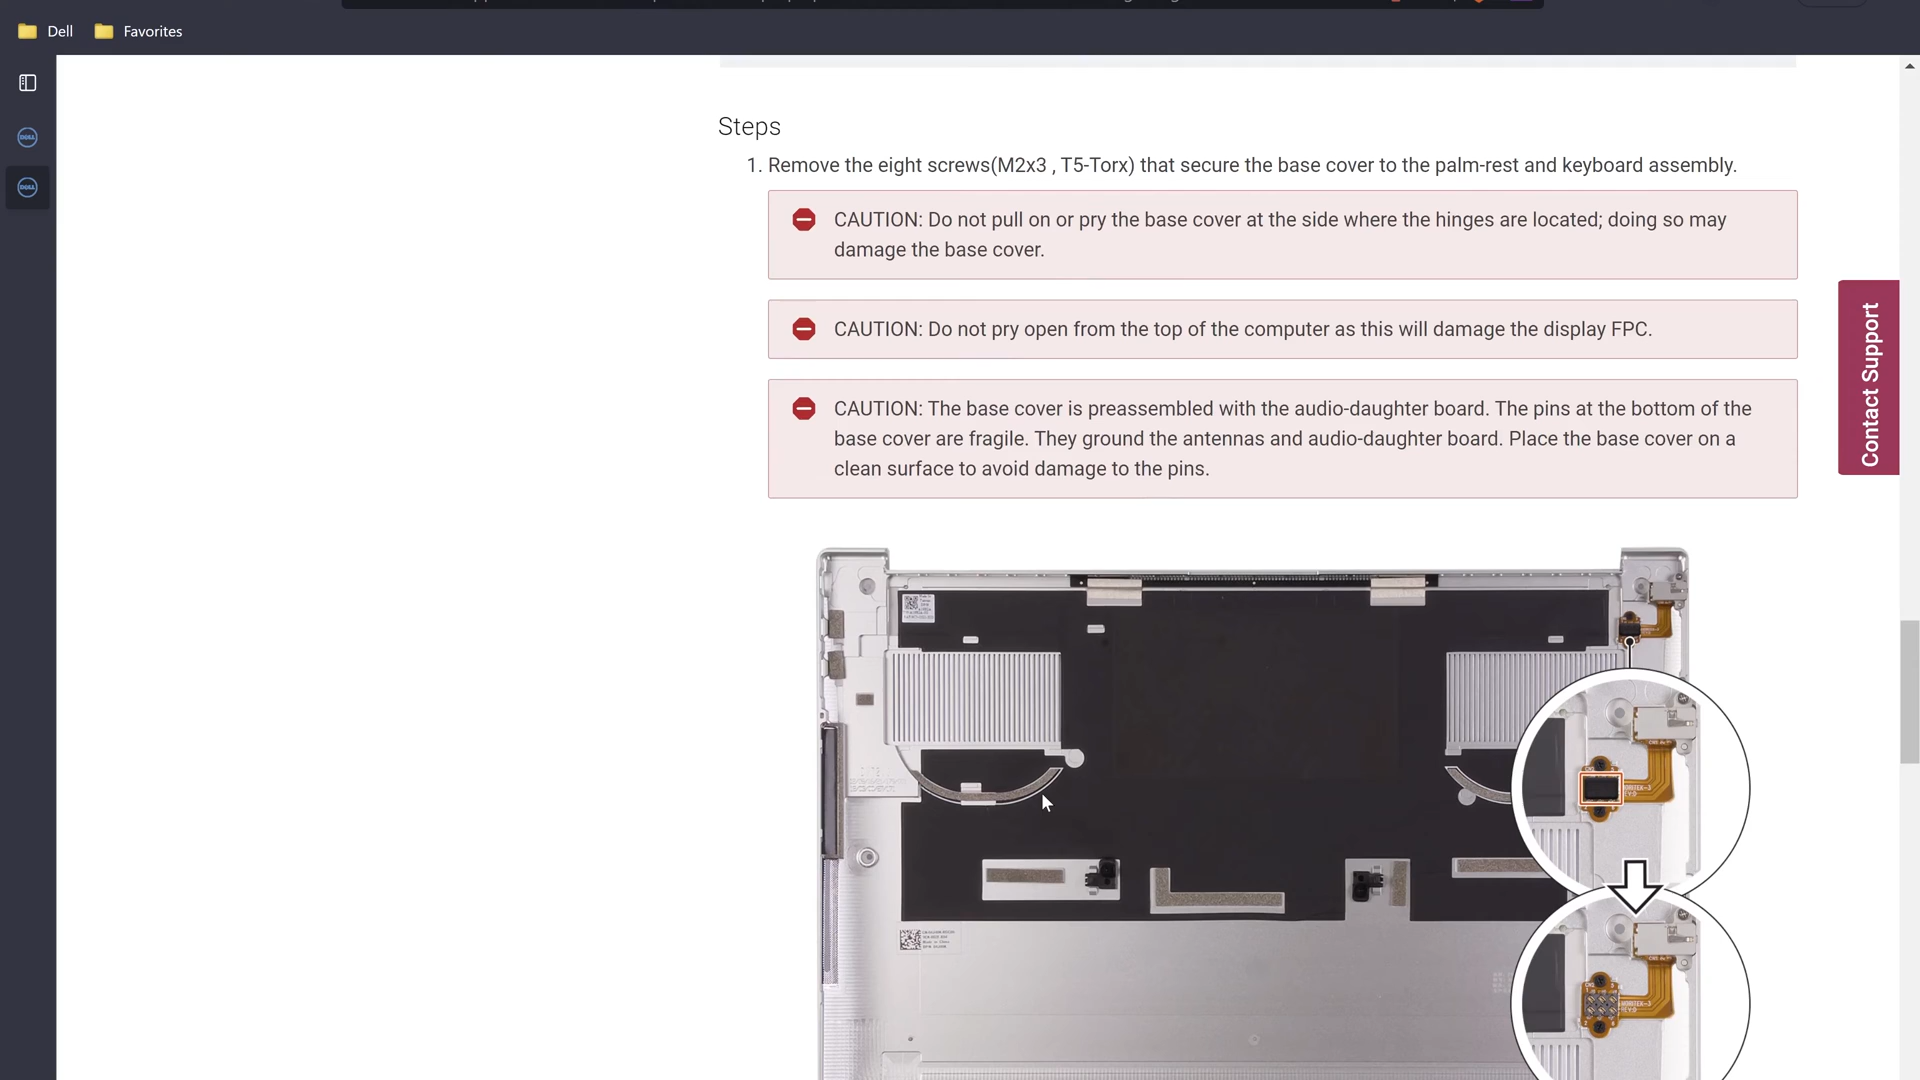 Dell Favorites
Steps
1. Remove the eight screws(M2x3 , T5-Torx) that secure the base cover to the palm-rest and keyboard assembly.
CAUTION: Do not pull on or pry the base cover at the side where the hinges are located; doing so may
damage the base cover.
CAUTION: Do not pry open from the top of the computer as this will damage the display FPC.
CAUTION: The base cover is preassembled with the audio-daughter board. The pins at the bottom of the
base cover are fragile. They ground the antennas and audio-daughter board. Place the base cover on a
clean surface to avoid damage to the pins.
Contact Support